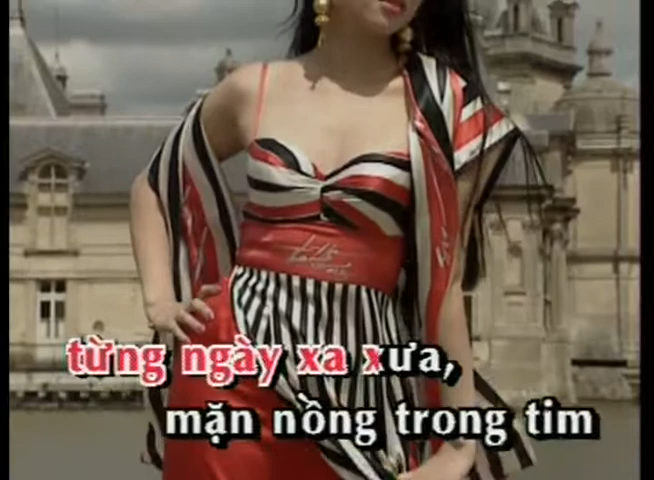 từng ngày xa xưa,
mặn nồng trong tim